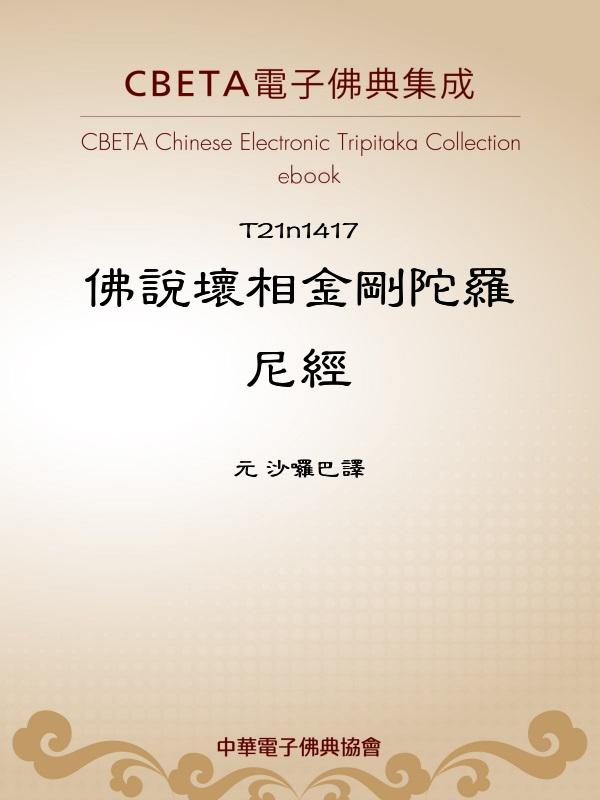 CBETA電子佛典集成
CBETA Chinese Electronic Tripitaka Collection
ebook
T21n1417
佛說壞相金剛陀羅
尼經
元 沙囉巴譯
中華電子佛典協會